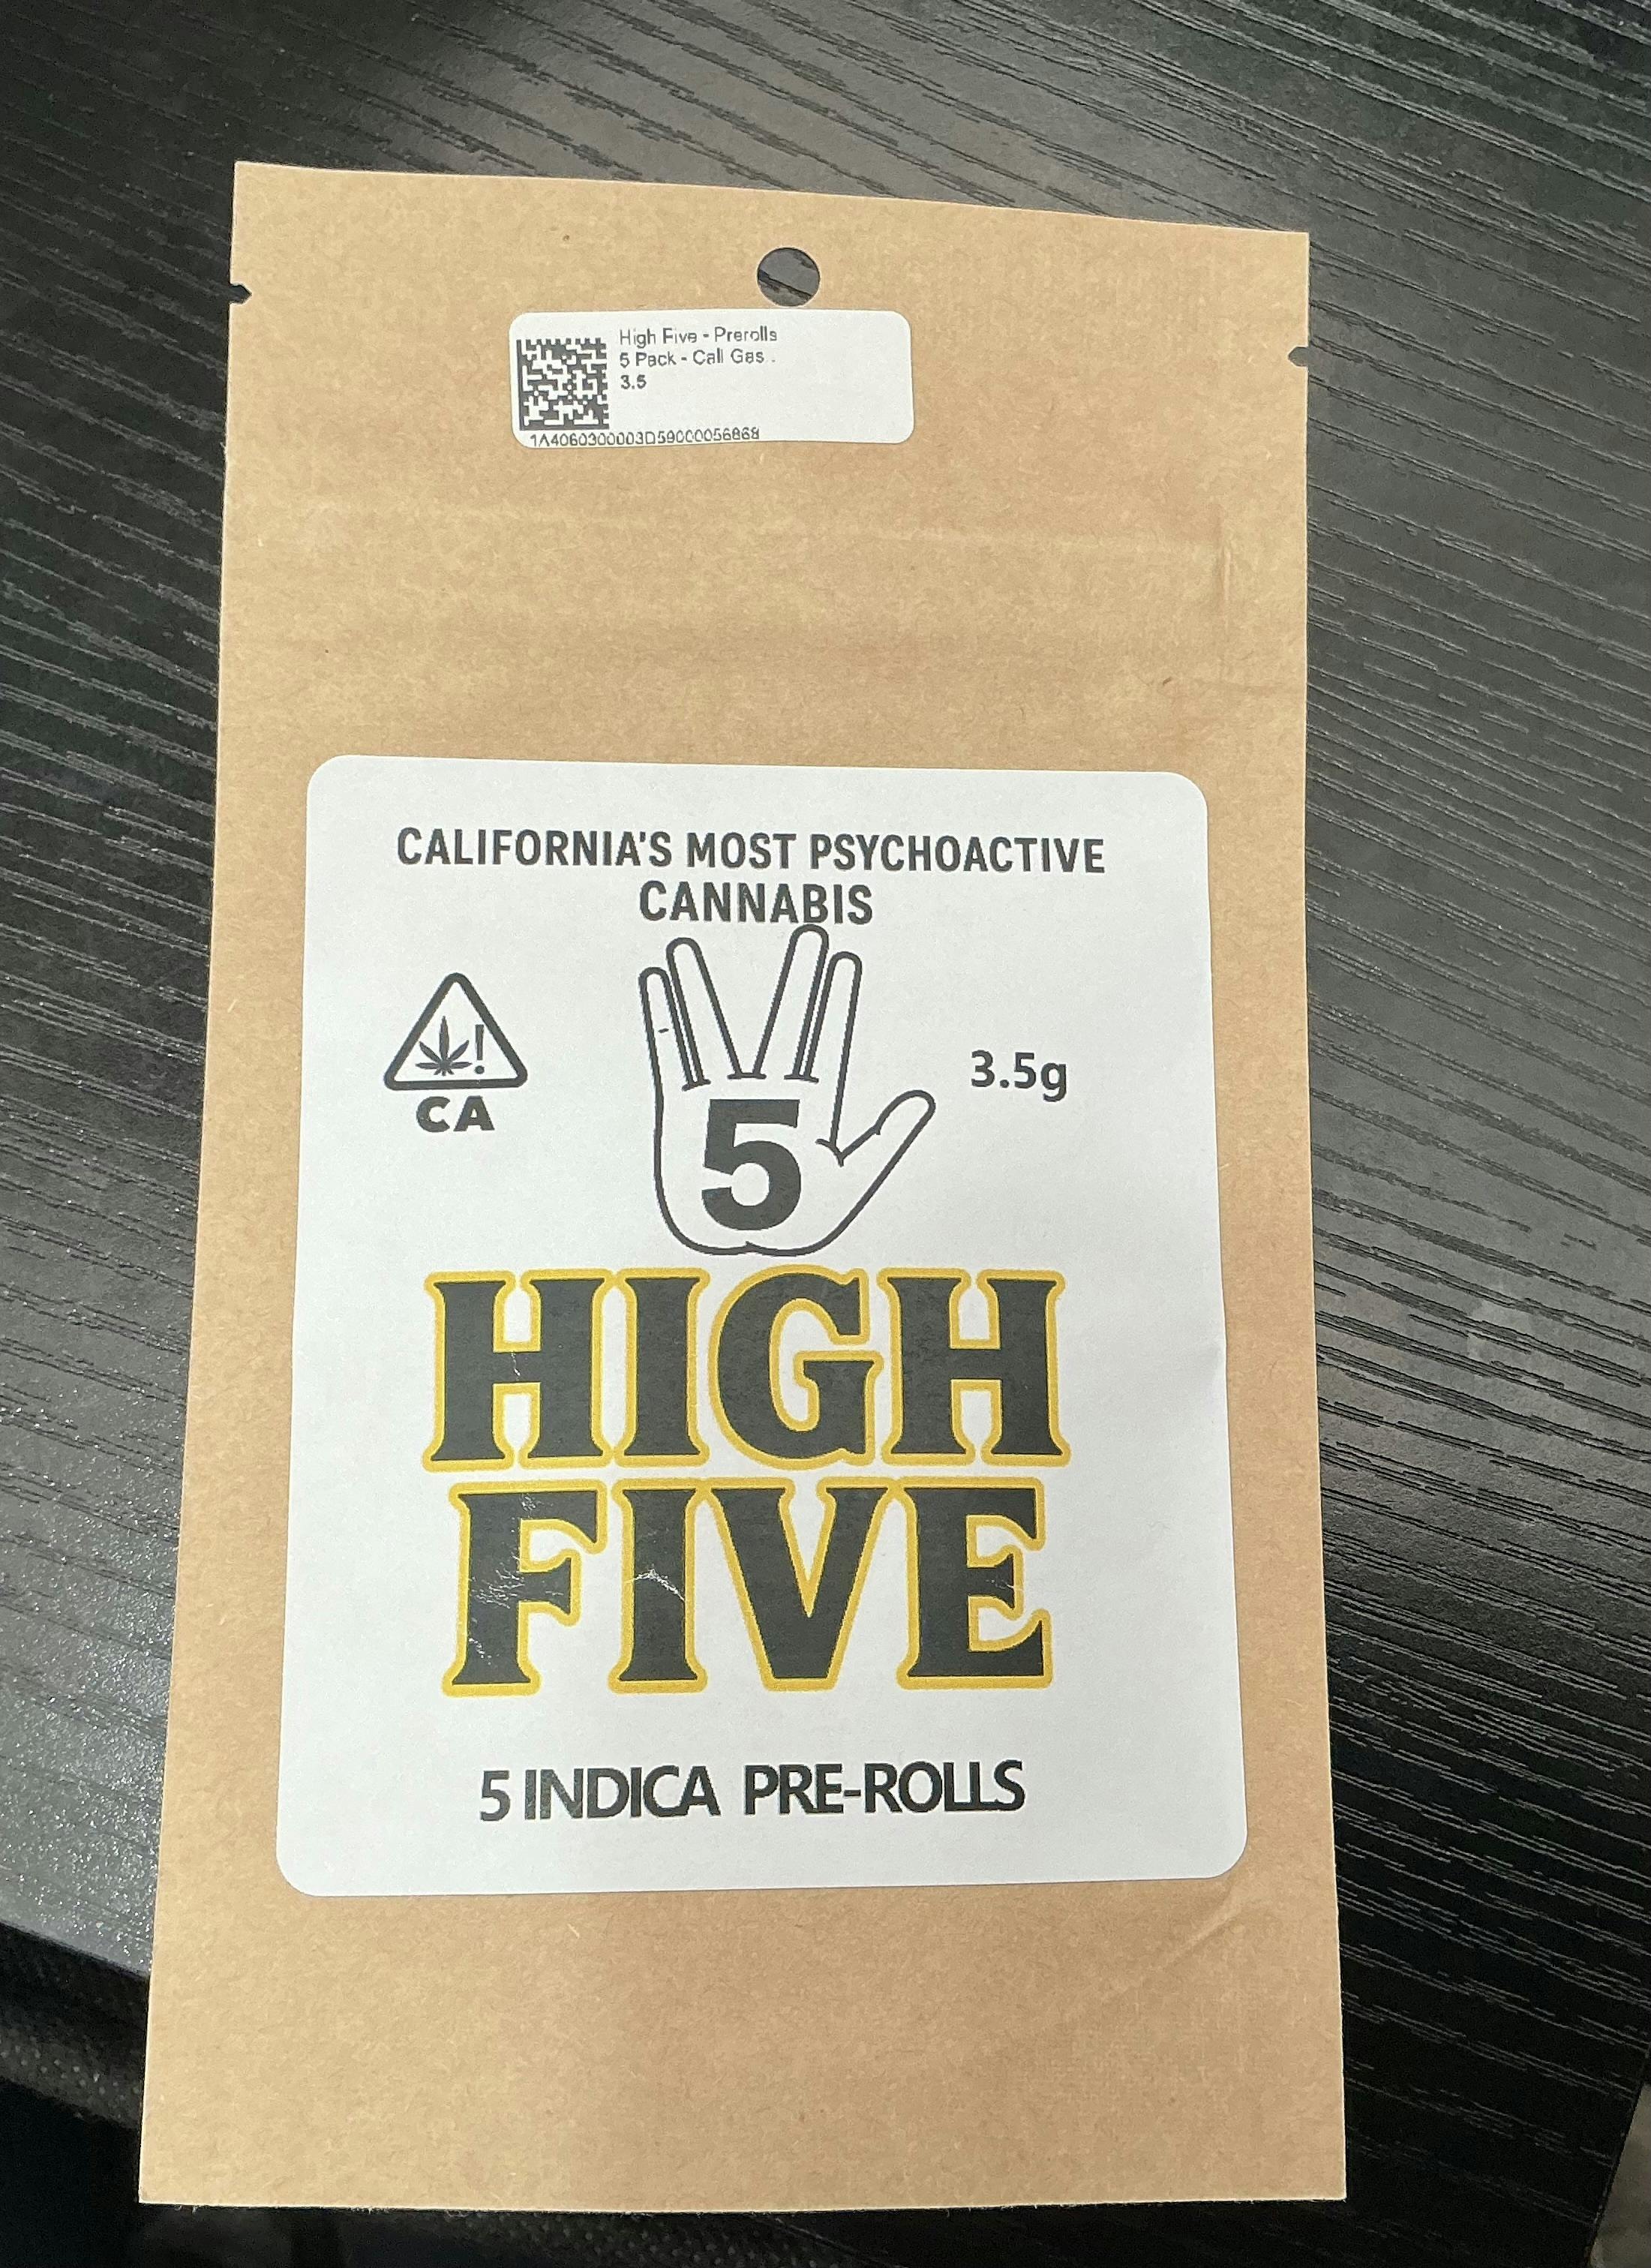 High Five - Prerolls
5 Pack - Cali Gas .
3.5
1A4060300003D59000056868
CALIFORNIA'S MOST PSYCHOACTIVE
CANNABIS
!
CA
3.5g
5
HIGH
FIVE
5 INDICA PRE-ROLLS